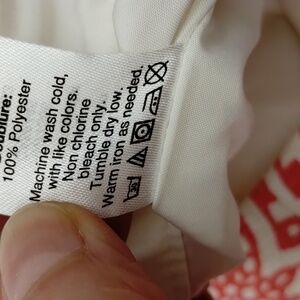 oublure:
100% Polyester
Machine wash cold,
with like colors.
Non chlorine
bleach only.
Tumble dry low.
Warm iron as needed.